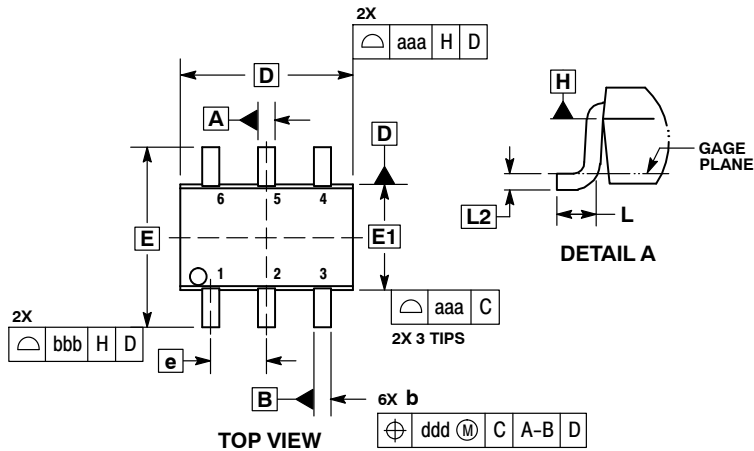 2X
⌓ aaa H D
D
A
D
H
GAGE
PLANE
L2
L
DETAIL A
6 5 4
E
E1
1 2 3
⌓ aaa C
2X 3 TIPS
2X
⌓ bbb H D
e
B
6X b
⌖ ddd Ⓜ C A-B D
TOP VIEW